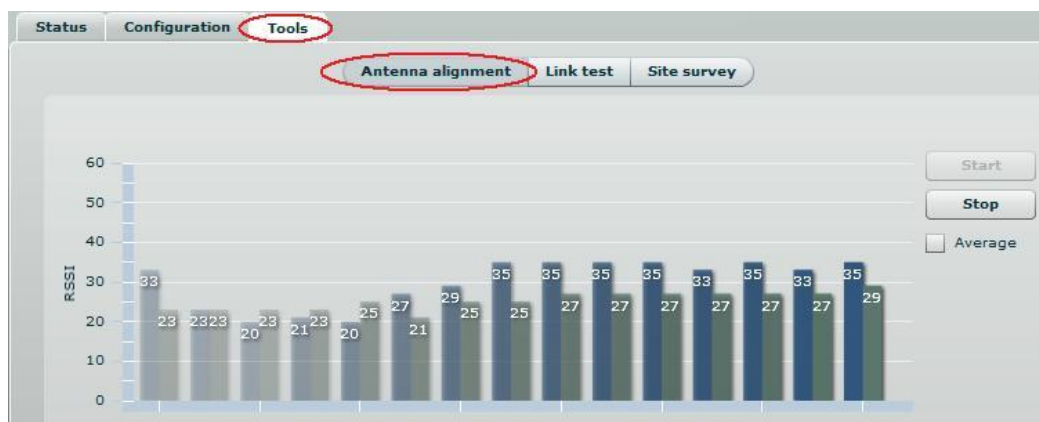 Status Configuration Tools
Antenna alignment Link test Site survey
Start
Stop
Average
RSSI
60
50
40
30
20
10
0
33 23 23 23 20 23 21 23 20 25 27 21 29 25 35 25 35 27 35 27 35 27 33 27 35 27 33 27 35 29